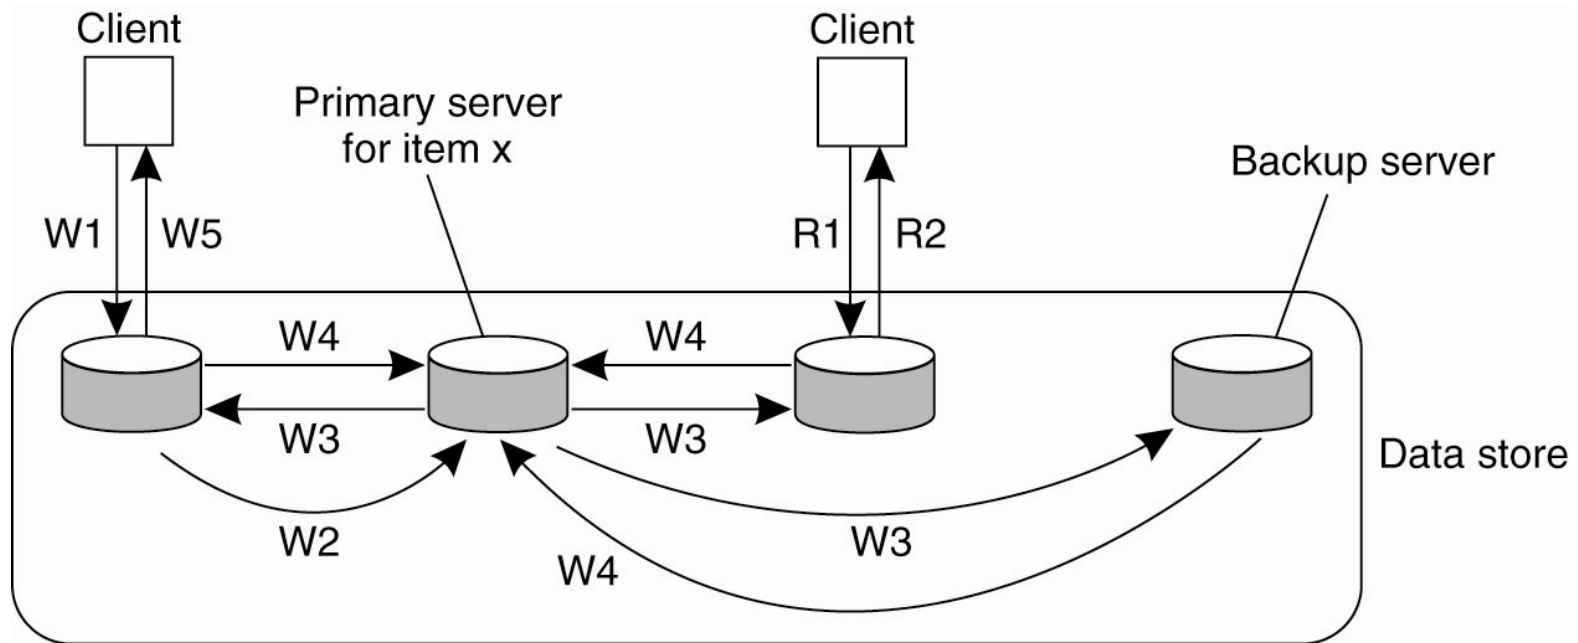 Client
Client
Primary server
for item x
Backup server
W1
W5
R1
R2
W4
W4
W3
W3
Data store
W2
W3
W4